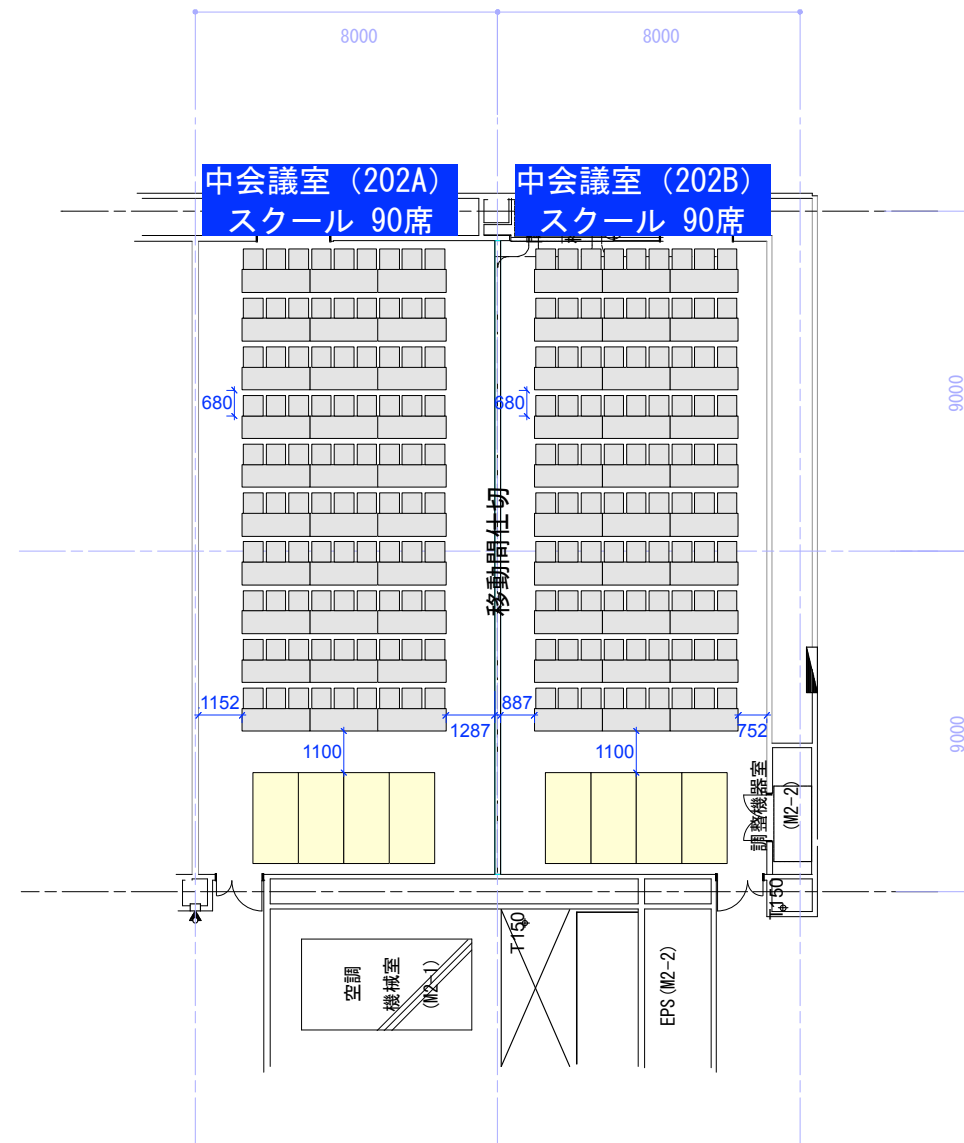 8000
8000
中会議室（202A）
スクール 90席
中会議室（202B）
スクール 90席
9000
680
680
移動間仕切
1152
1287
887
752
1100
1100
9000
調整機器室
(M2-2)
T150
T150
空調
機械室
(M2-1)
EPS(M2-2)